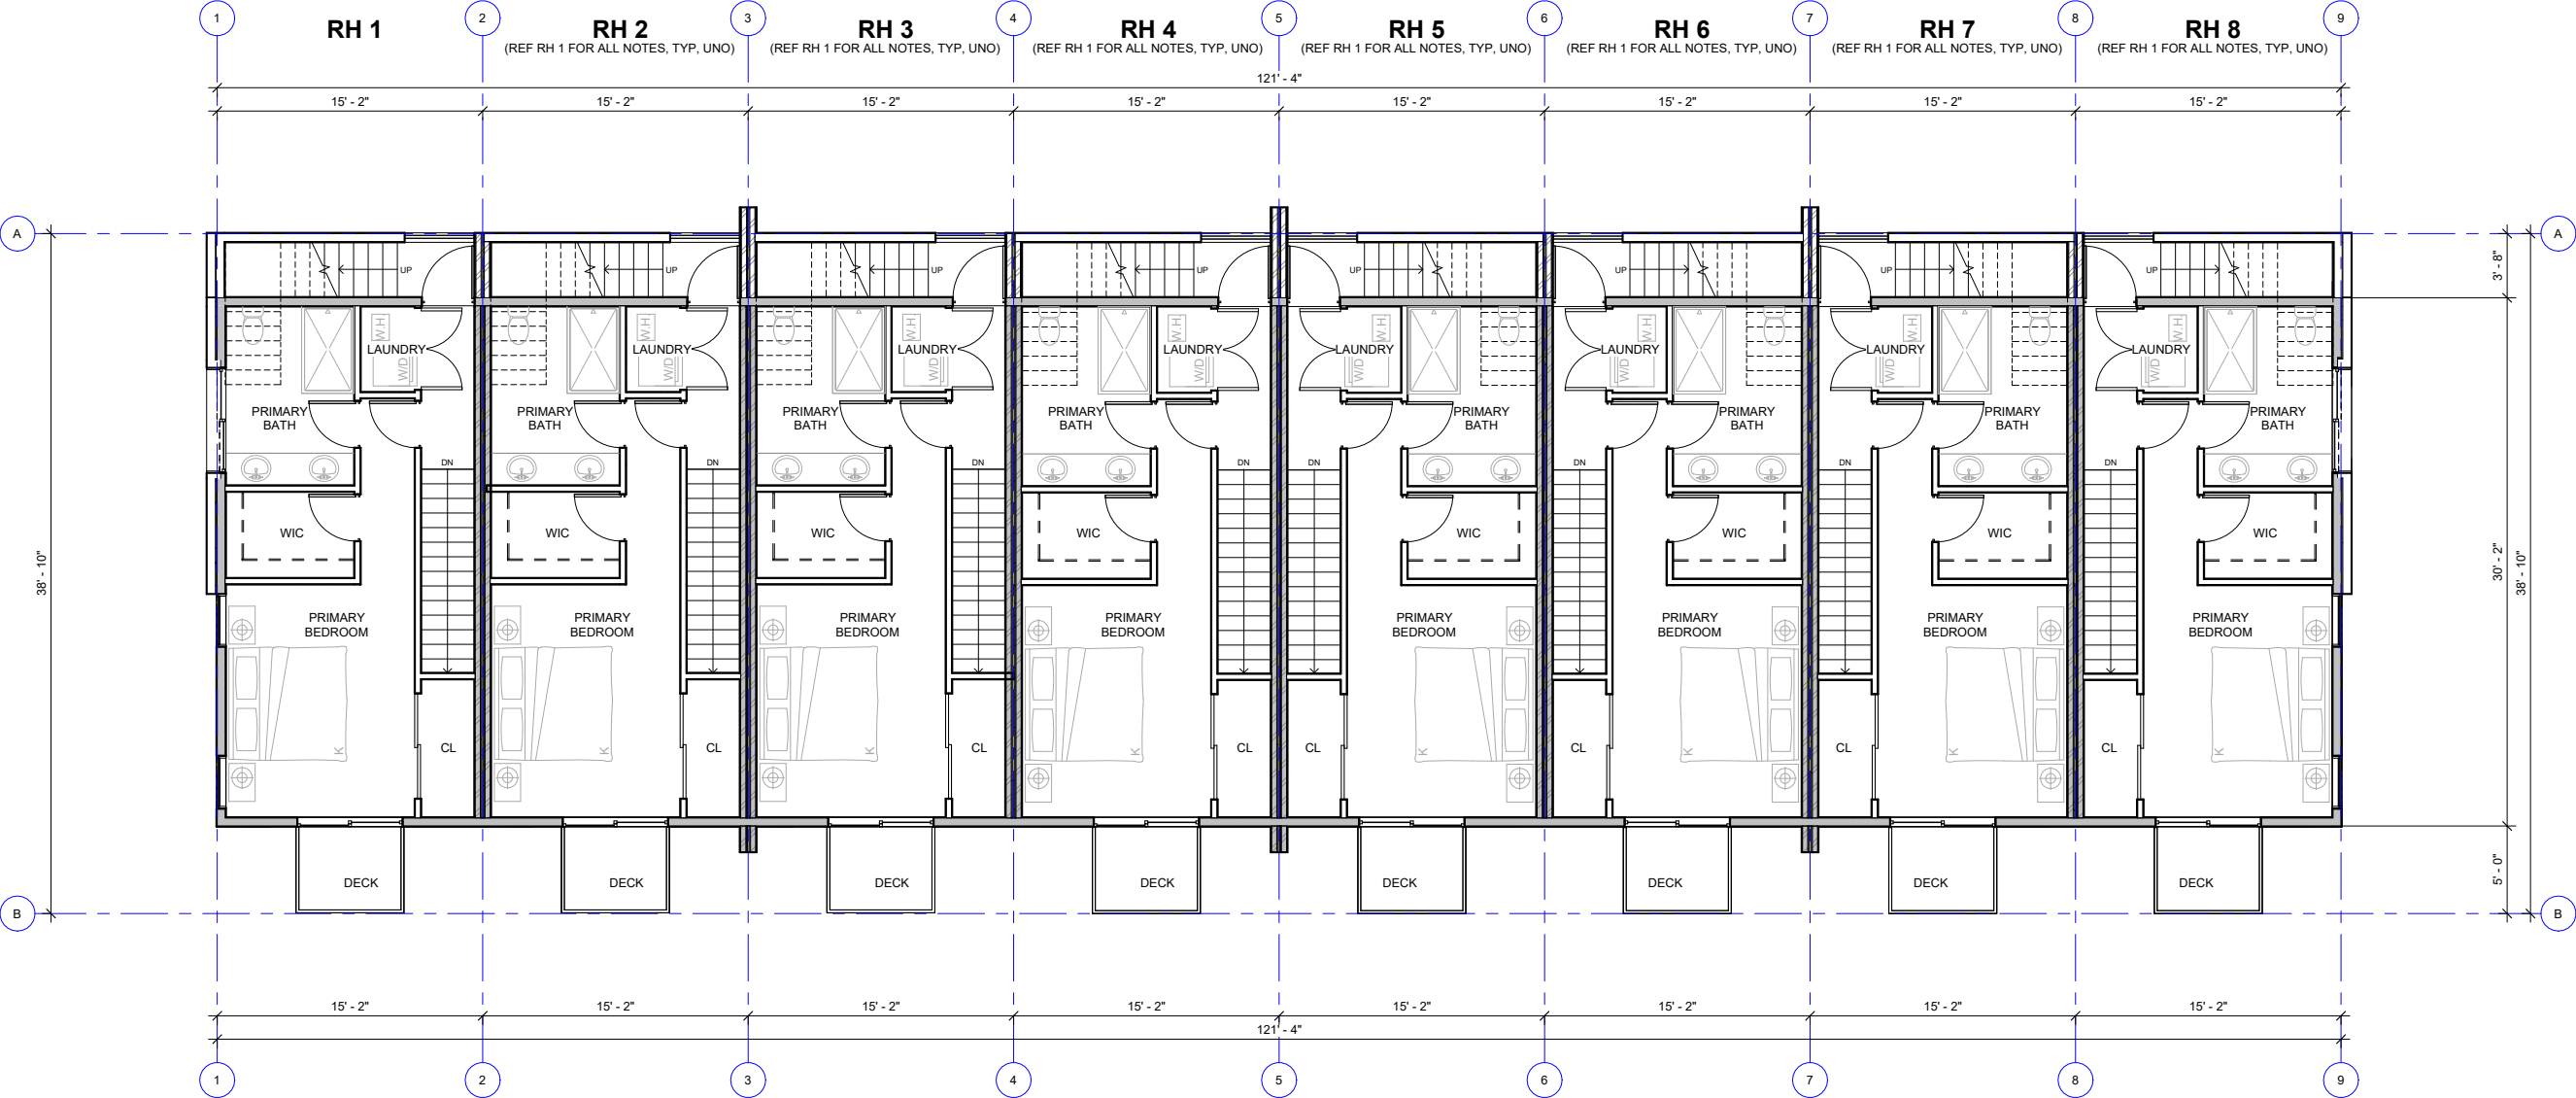 1 2 3 4 5 6 7 8 9
RH 1 RH 2 RH 3 RH 4 RH 5 RH 6 RH 7 RH 8
(REF RH 1 FOR ALL NOTES, TYP, UNO) (REF RH 1 FOR ALL NOTES, TYP, UNO) (REF RH 1 FOR ALL NOTES, TYP, UNO) (REF RH 1 FOR ALL NOTES, TYP, UNO) (REF RH 1 FOR ALL NOTES, TYP, UNO) (REF RH 1 FOR ALL NOTES, TYP, UNO) (REF RH 1 FOR ALL NOTES, TYP, UNO)
121' - 4"
15' - 2" 15' - 2" 15' - 2" 15' - 2" 15' - 2" 15' - 2" 15' - 2" 15' - 2"
A A
3' - 8"
UP UP UP UP UP UP UP UP
W.H W.H W.H W.H W.H W.H W.H W.H
LAUNDRY LAUNDRY LAUNDRY LAUNDRY LAUNDRY LAUNDRY LAUNDRY LAUNDRY
W/D W/D W/D W/D W/D W/D W/D W/D
PRIMARY PRIMARY PRIMARY PRIMARY PRIMARY PRIMARY PRIMARY PRIMARY
BATH BATH BATH BATH BATH BATH BATH BATH
DN DN DN DN DN DN DN DN
WIC WIC WIC WIC WIC WIC WIC WIC
38' - 10" 30' - 2" 38' - 10"
PRIMARY PRIMARY PRIMARY PRIMARY PRIMARY PRIMARY PRIMARY PRIMARY
BEDROOM BEDROOM BEDROOM BEDROOM BEDROOM BEDROOM BEDROOM BEDROOM
K CL K CL K CL K CL CL K CL K CL K CL K
DECK DECK DECK DECK DECK DECK DECK DECK
5' - 0"
B B
15' - 2" 15' - 2" 15' - 2" 15' - 2" 15' - 2" 15' - 2" 15' - 2" 15' - 2"
121' - 4"
1 2 3 4 5 6 7 8 9